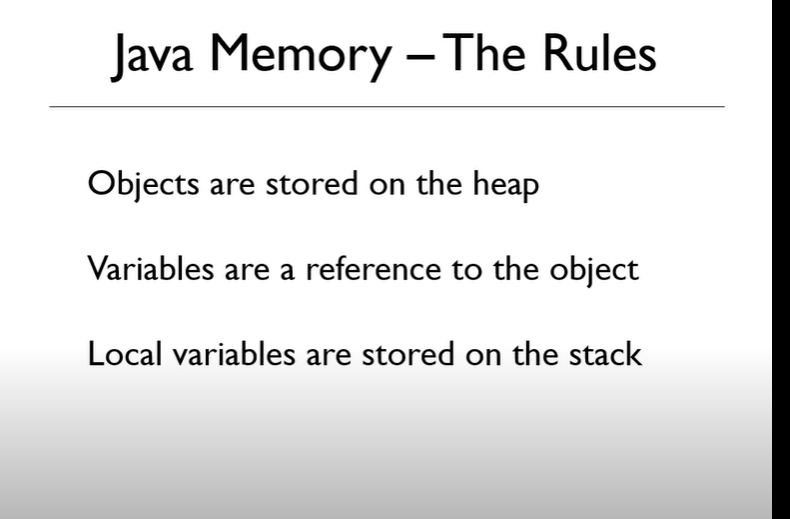 Java Memory – The Rules
Objects are stored on the heap
Variables are a reference to the object
Local variables are stored on the stack